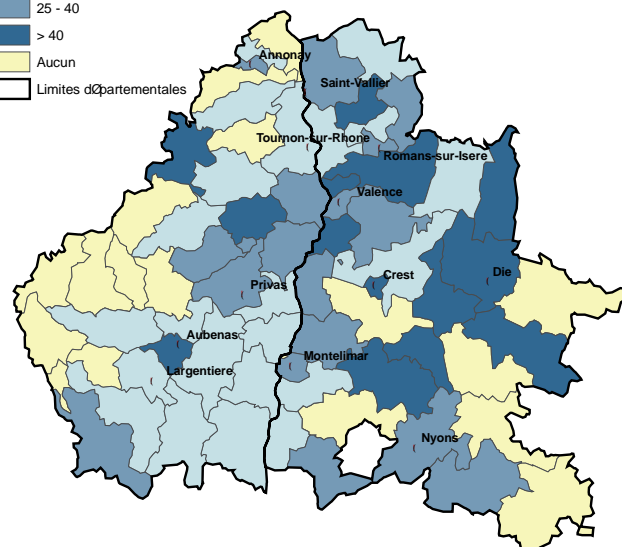 25 - 40
> 40
Aucun
Limites dØpartementales
Annonay
Saint-Vallier
Tournon-sur-Rhone
Romans-sur-Isere
Valence
Die
Crest
Privas
Aubenas
Montelimar
Largentiere
Nyons